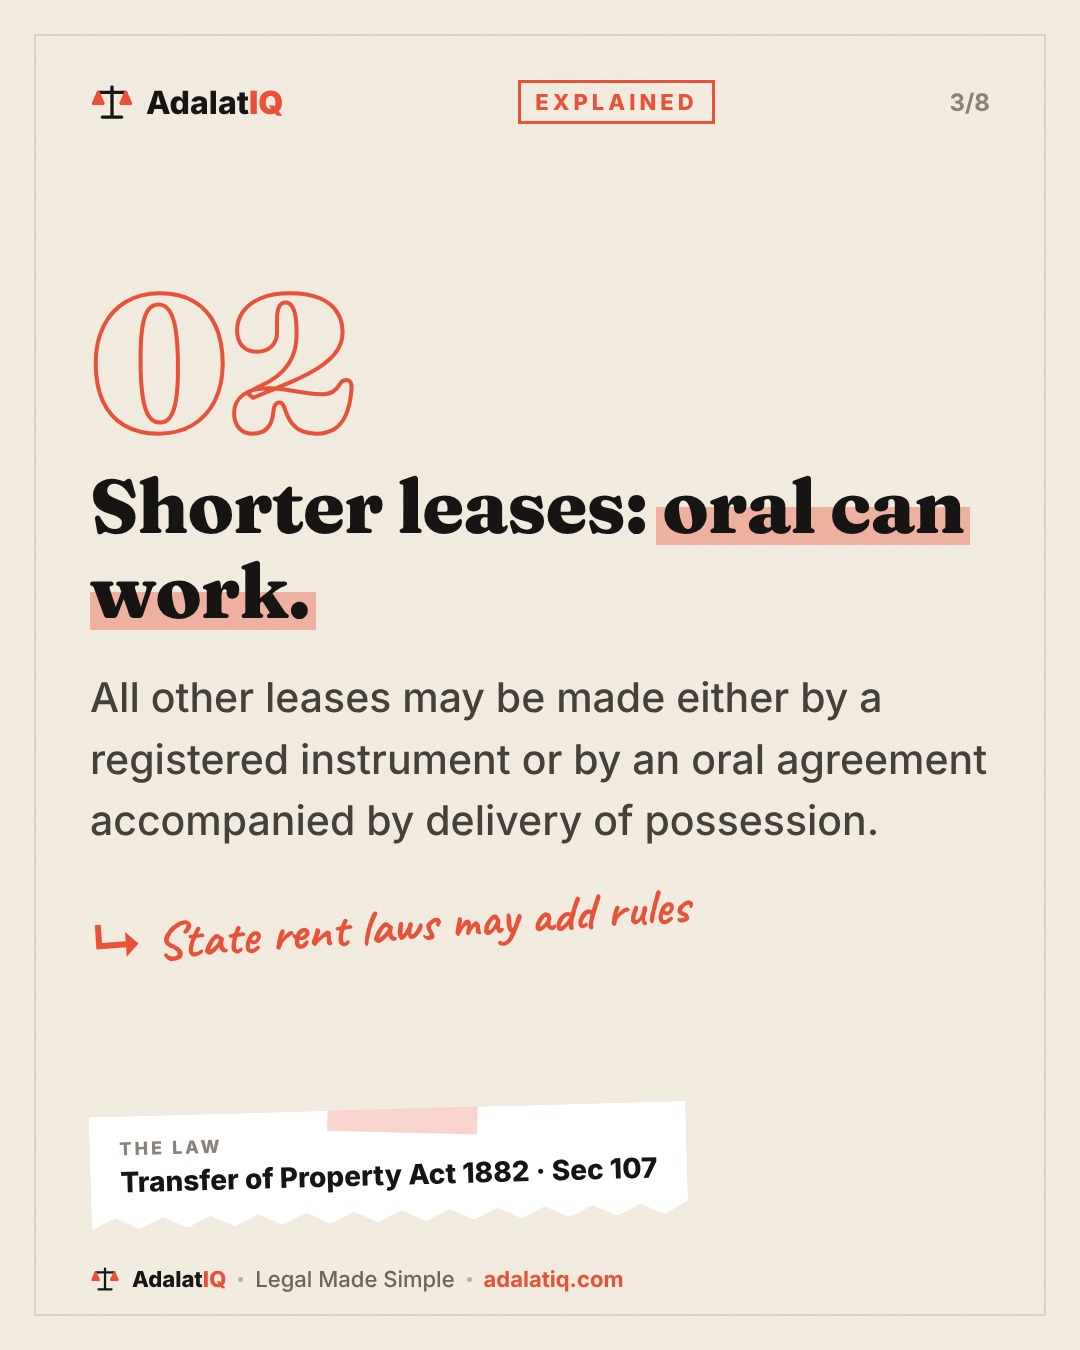 AdalatIQ
EXPLAINED
3/8
02
Shorter leases: oral can
work.
All other leases may be made either by a
registered instrument or by an oral agreement
accompanied by delivery of possession.
↳ State rent laws may add rules
THE LAW
Transfer of Property Act 1882 · Sec 107
AdalatIQ • Legal Made Simple • adalatiq.com